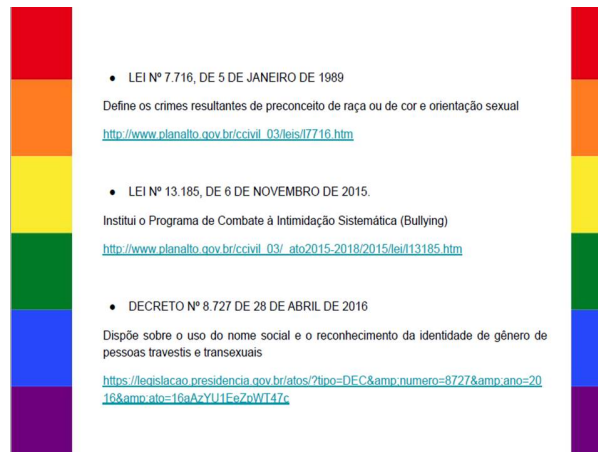 ● LEI Nº 7.716, DE 5 DE JANEIRO DE 1989
Define os crimes resultantes de preconceito de raça ou de cor e orientação sexual
http://www.planalto.gov.br/ccivil_03/leis/l7716.htm
● LEI Nº 13.185, DE 6 DE NOVEMBRO DE 2015.
Institui o Programa de Combate à Intimidação Sistemática (Bullying)
http://www.planalto.gov.br/ccivil_03/_ato2015-2018/2015/lei/l13185.htm
● DECRETO Nº 8.727 DE 28 DE ABRIL DE 2016
Dispõe sobre o uso do nome social e o reconhecimento da identidade de gênero de
pessoas travestis e transexuais
https://legislacao.presidencia.gov.br/atos/?tipo=DEC&amp;numero=8727&amp;ano=20
16&amp;ato=16aAzYU1EeZpWT47c